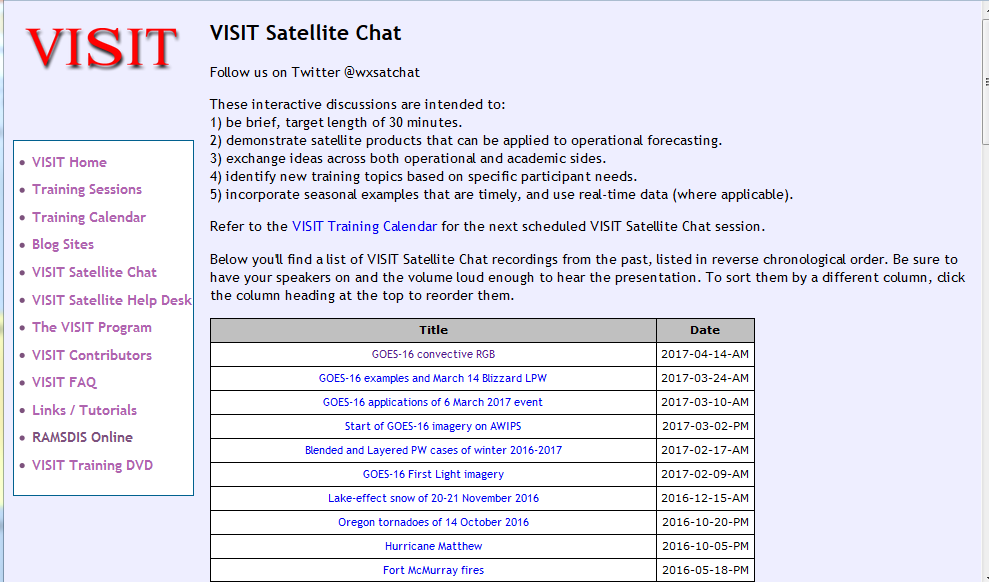 VISIT
VISIT Home
Training Sessions
Training Calendar
Blog Sites
VISIT Satellite Chat
VISIT Satellite Help Desk
The VISIT Program
VISIT Contributors
VISIT FAQ
Links / Tutorials
RAMSDIS Online
VISIT Training DVD
VISIT Satellite Chat
Follow us on Twitter @wxsatchat
These interactive discussions are intended to:
1) be brief, target length of 30 minutes.
2) demonstrate satellite products that can be applied to operational forecasting.
3) exchange ideas across both operational and academic sides.
4) identify new training topics based on specific participant needs.
5) incorporate seasonal examples that are timely, and use real-time data (where applicable).
Refer to the VISIT Training Calendar for the next scheduled VISIT Satellite Chat session.
Below you'll find a list of VISIT Satellite Chat recordings from the past, listed in reverse chronological order. Be sure to
have your speakers on and the volume loud enough to hear the presentation. To sort them by a different column, click
the column heading at the top to reorder them.
Title Date
GOES-16 convective RGB 2017-04-14-AM
GOES-16 examples and March 14 Blizzard LPW 2017-03-24-AM
GOES-16 applications of 6 March 2017 event 2017-03-10-AM
Start of GOES-16 imagery on AWIPS 2017-03-02-PM
Blended and Layered PW cases of winter 2016-2017 2017-02-17-AM
GOES-16 First Light imagery 2017-02-09-AM
Lake-effect snow of 20-21 November 2016 2016-12-15-AM
Oregon tornadoes of 14 October 2016 2016-10-20-PM
Hurricane Matthew 2016-10-05-PM
Fort McMurray fires 2016-05-18-PM